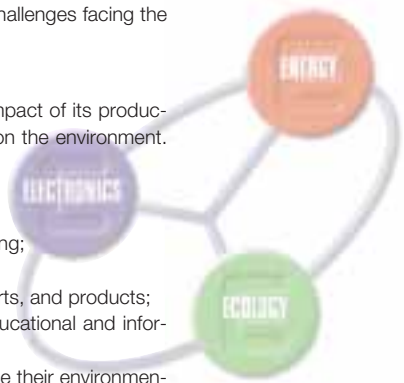 hallenges facing the
ENERGY
mpact of its produc-
on the environment.
ELECTRONICS
ng;
rts, and products;
ECOLOGY
ducational and infor-
e their environmen-